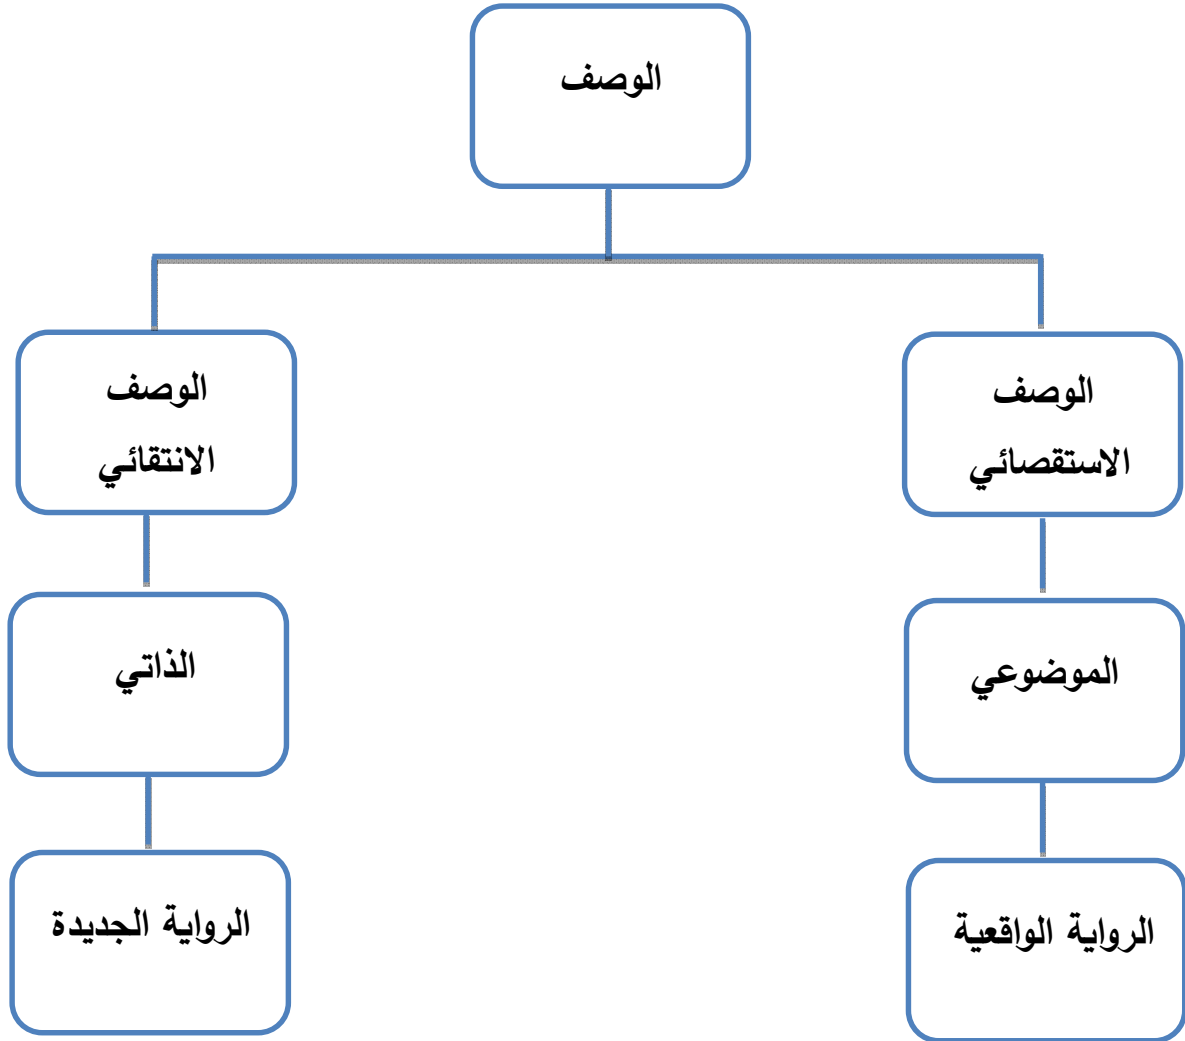 الوصف
الوصف
الاستقصائي
الوصف
الانتقائي
الموضوعي
الذاتي
الرواية الواقعية
الرواية الجديدة